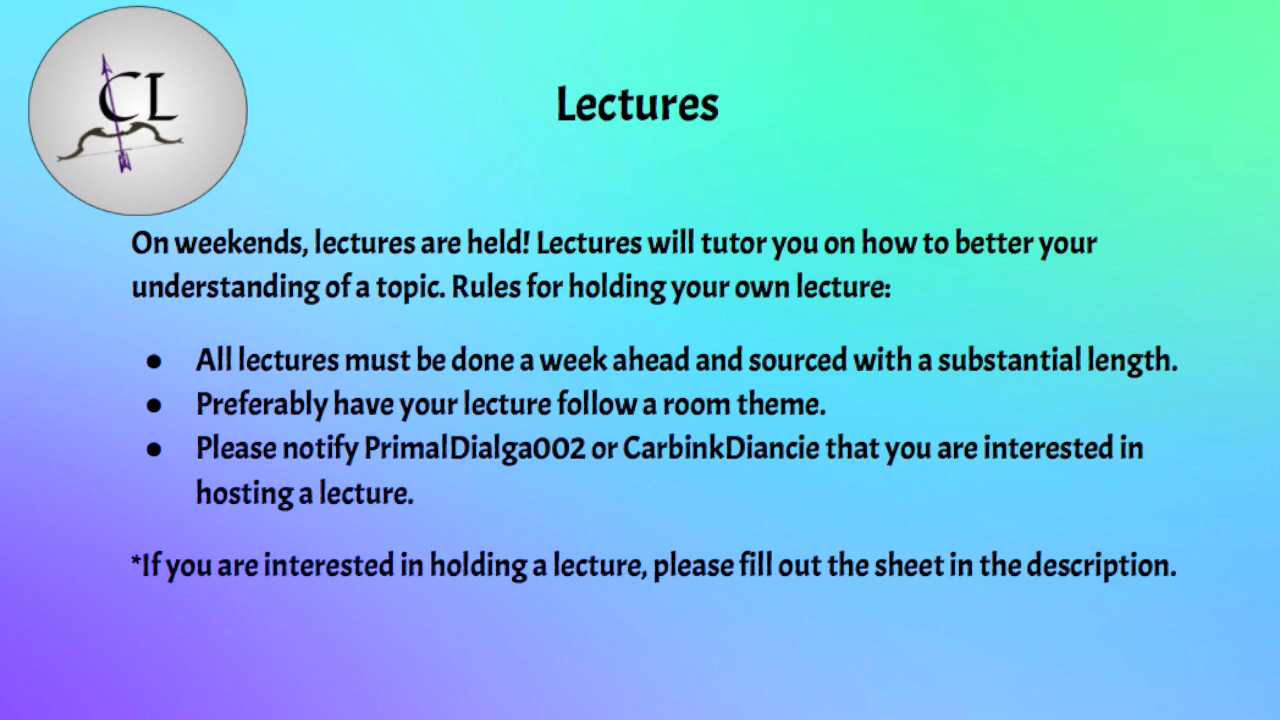 CL
Lectures
On weekends, lectures are held! Lectures will tutor you on how to better your
understanding of a topic. Rules for holding your own lecture:
● All lectures must be done a week ahead and sourced with a substantial length.
● Preferably have your lecture follow a room theme.
● Please notify PrimalDialga002 or CarbinkDiancie that you are interested in
hosting a lecture.
*If you are interested in holding a lecture, please fill out the sheet in the description.